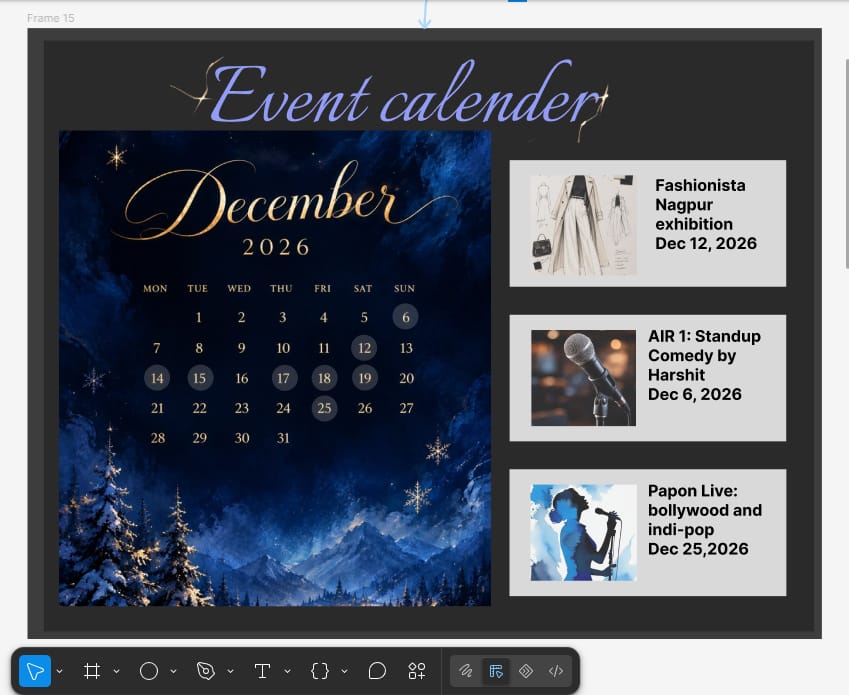 Frame 15
Event calender
December
2026
MON TUE WED THU FRI SAT SUN
1 2 3 4 5 6
7 8 9 10 11 12 13
14 15 16 17 18 19 20
21 22 23 24 25 26 27
28 29 30 31
Fashionista
Nagpur
exhibition
Dec 12, 2026
AIR 1: Standup
Comedy by
Harshit
Dec 6, 2026
Papon Live:
bollywood and
indi-pop
Dec 25,2026